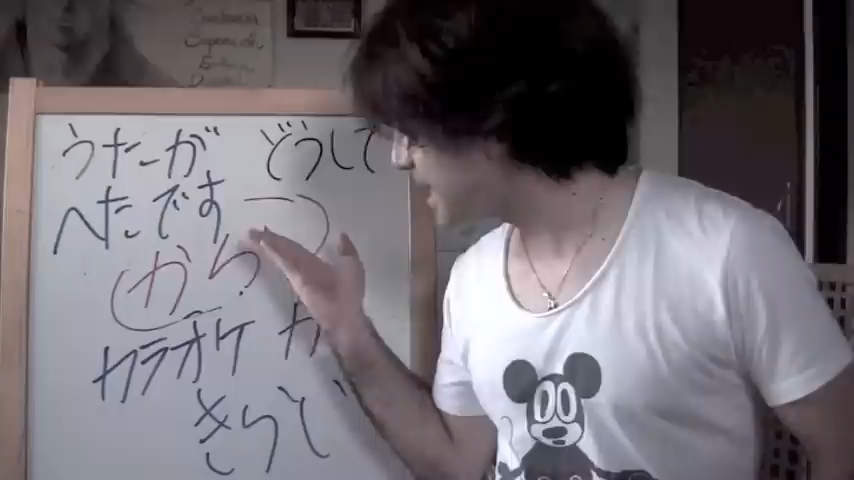 うたが どうして
へたです
から
カラオケ が
きらい